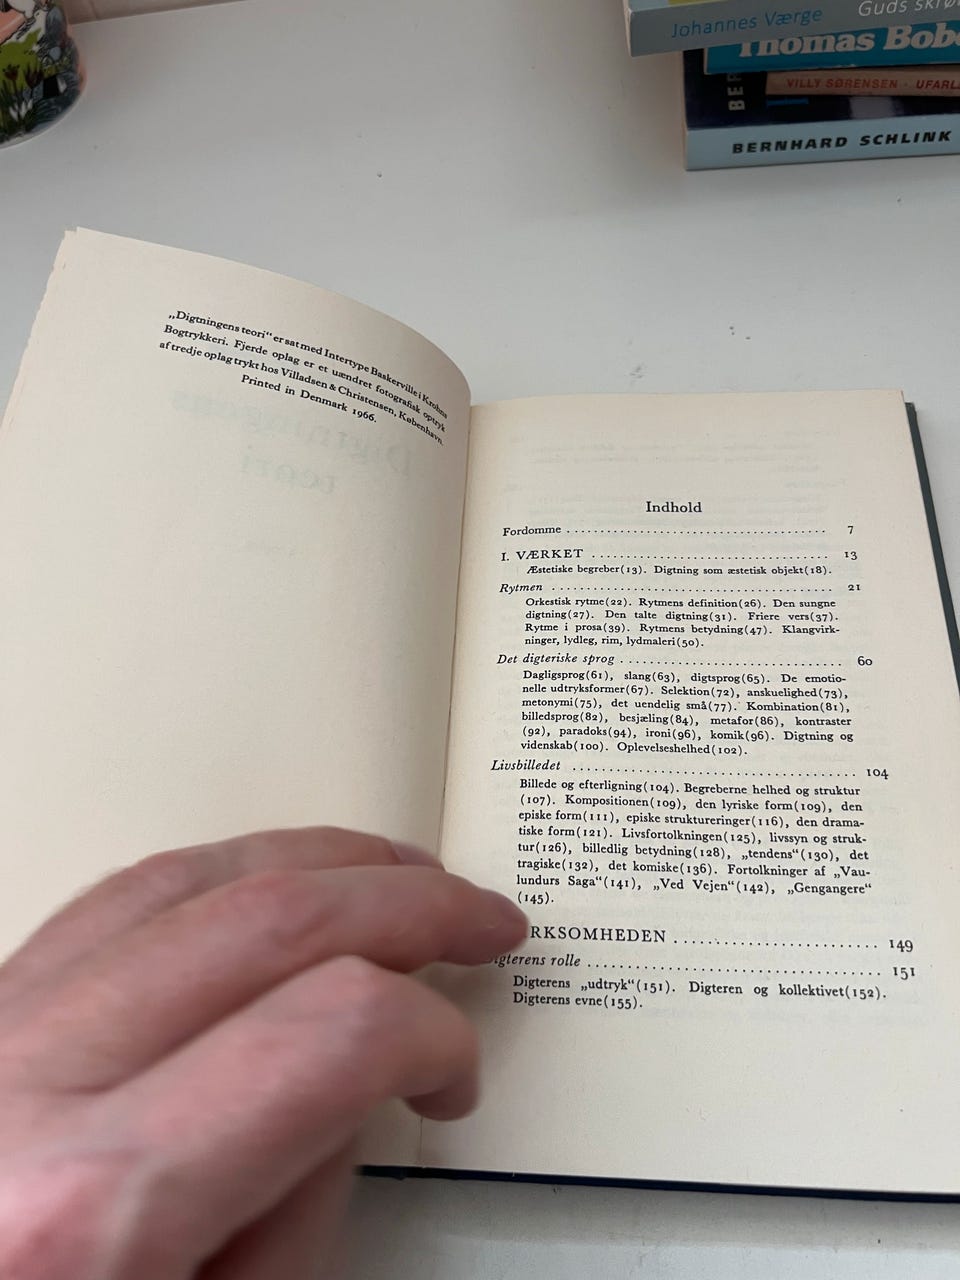 Johannes Værge
Thomas
BER
VILLY SØRENSEN · UFARL
BERNHARD SCHLINK
„Digtningens teori“ er sat med Intertype Baskerville i Krohns
Bogtrykkeri. Fjerde oplag er et uændret fotografisk optryk
af tredje oplag trykt hos Villadsen & Christensen, København.
Printed in Denmark 1966.
Digtningens
teori
Indhold
Fordomme ........................................ 7
I. VÆRKET ........................................ 13
Æstetiske begreber(13). Digtning som æstetisk objekt(18).
Rytmen ........................................ 21
Orkestisk rytme(22). Rytmens definition(26). Den sungne
digtning(27). Den talte digtning(31). Friere vers(37).
Rytme i prosa(39). Rytmens betydning(47). Klangvirk-
ninger, lydleg, rim, lydmaleri(50).
Det digteriske sprog ........................................ 60
Dagligsprog(61), slang(63), digtsprog(65). De emotio-
nelle udtryksformer(67). Selektion(72), anskuelighed(73),
metonymi(75), det uendelig små(77). Kombination(81),
billedsprog(82), besjæling(84), metafor(86), kontraster
(92), paradoks(94), ironi(96), komik(96). Digtning og
videnskab(100). Oplevelseshelhed(102).
Livsbilledet ........................................ 104
Billede og efterligning(104). Begreberne helhed og struktur
(107). Kompositionen(109), den lyriske form(109), den
episke form(111), episke struktureringer(116), den drama-
tiske form(121). Livsfortolkningen(125), livssyn og struk-
tur(126), billedlig betydning(128), „tendens“(130), det
tragiske(132), det komiske(136). Fortolkninger af „Vau-
lundurs Saga“(141), „Ved Vejen“(142), „Gengangere“
(145).
RKSOMHEDEN ........................................ 149
Digterens rolle ........................................ 151
Digterens „udtryk“(151). Digteren og kollektivet(152).
Digterens evne(155).